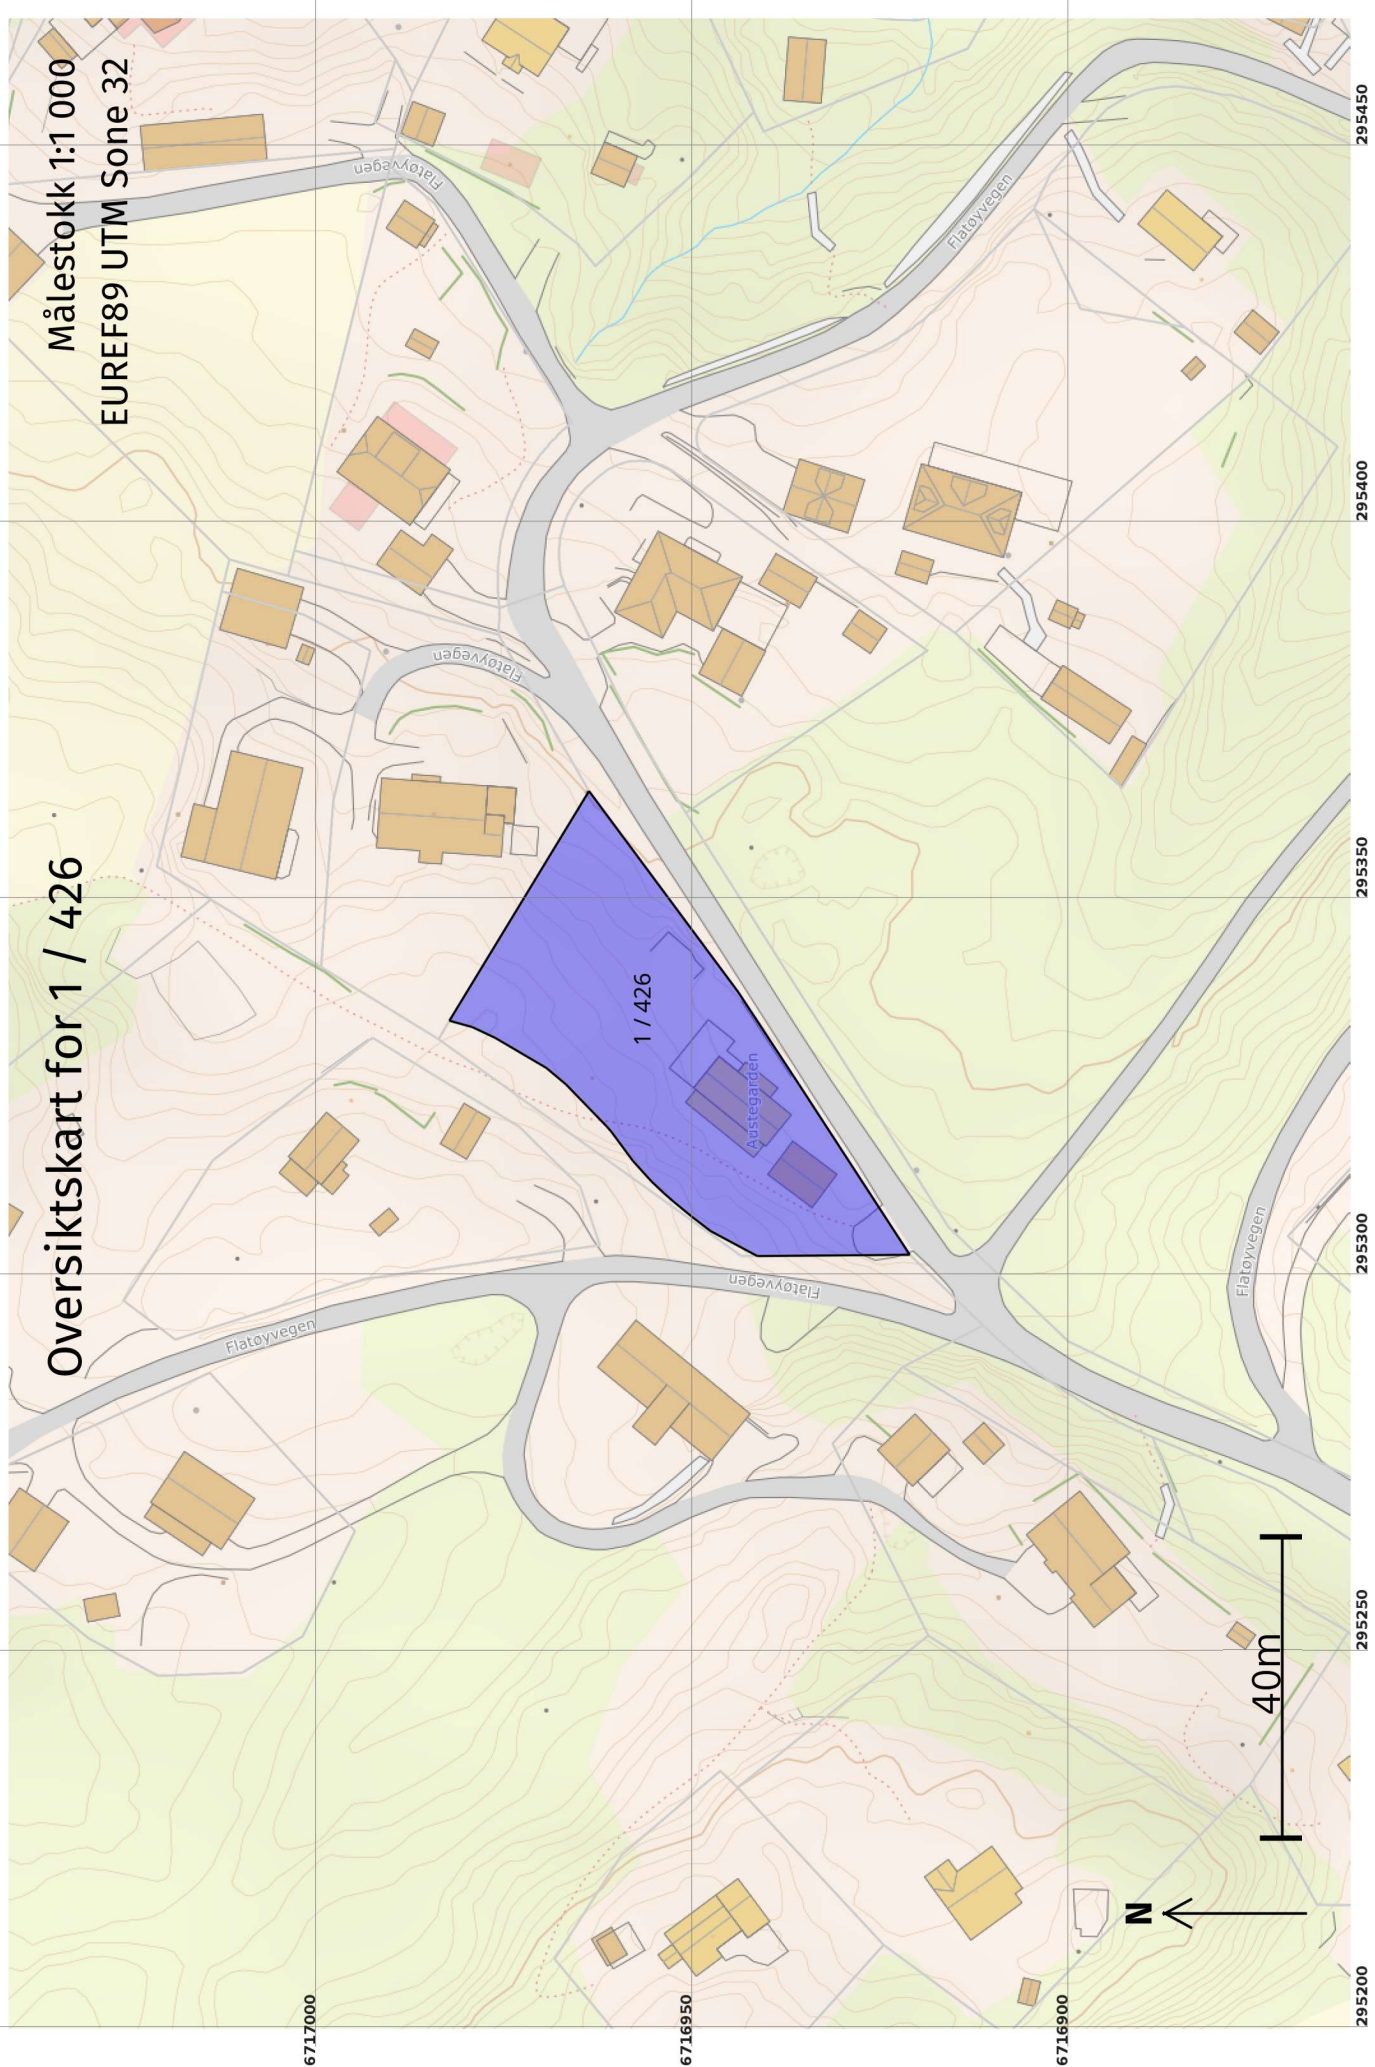 Oversiktskart for 1 / 426
Målestokk 1:1 000
EUREF89 UTM Sone 32
Flatøyvegen
Flatøyvegen
Flatøyvegen
Flatøyvegen
Flatøyvegen
Flatøyvegen
Flatøyvegen
1 / 426
Austegarden
40m
N
6717000
6716950
6716900
295200
295250
295300
295350
295400
295450